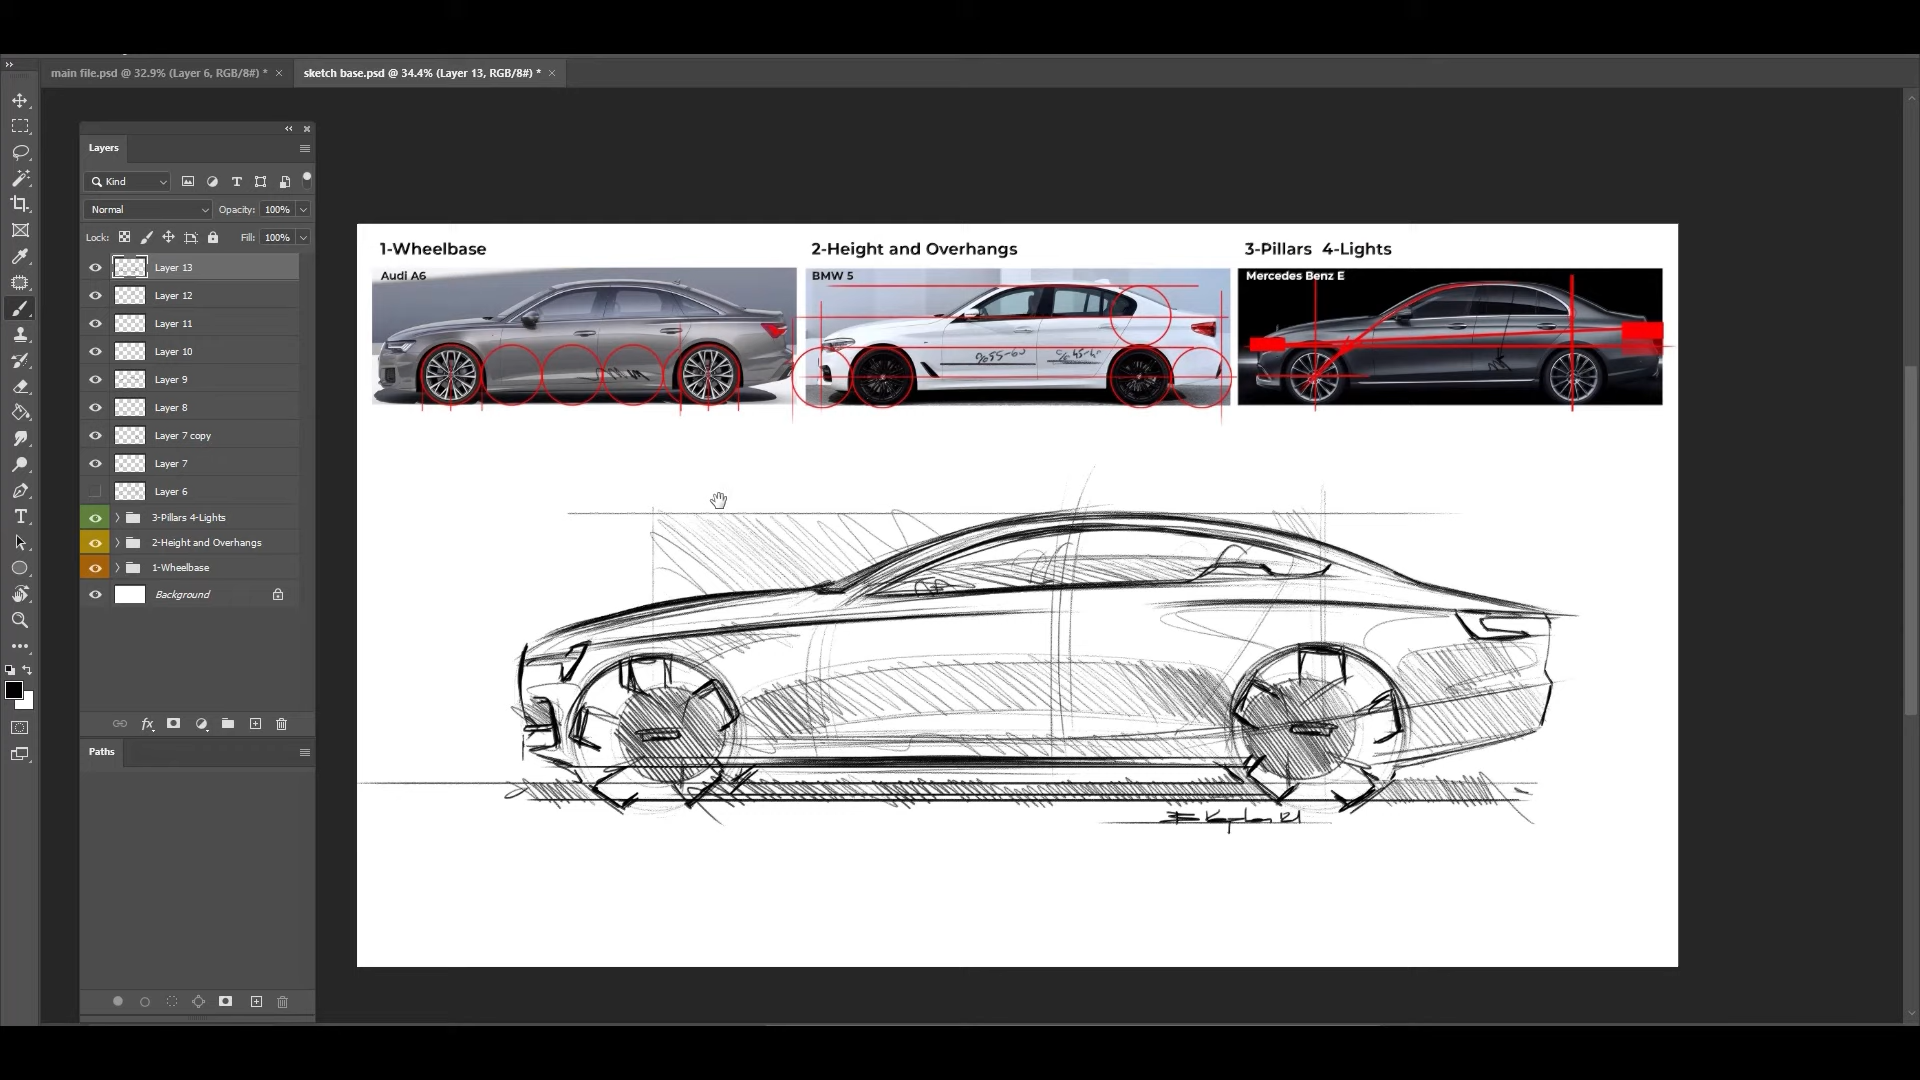 main file.psd @ 32.9% (Layer 6, RGB/8#) *
sketch base.psd @ 34.4% (Layer 13, RGB/8#) *
Layers
Kind
Normal
Opacity: 100%
Lock:
Fill: 100%
Layer 13
Layer 12
Layer 11
Layer 10
Layer 9
Layer 8
Layer 7 copy
Layer 7
Layer 6
3-Pillars 4-Lights
2-Height and Overhangs
1-Wheelbase
Background
fx
Paths
1-Wheelbase
Audi A6
2-Height and Overhangs
BMW 5
%55-60
3-Pillars 4-Lights
Mercedes Benz E